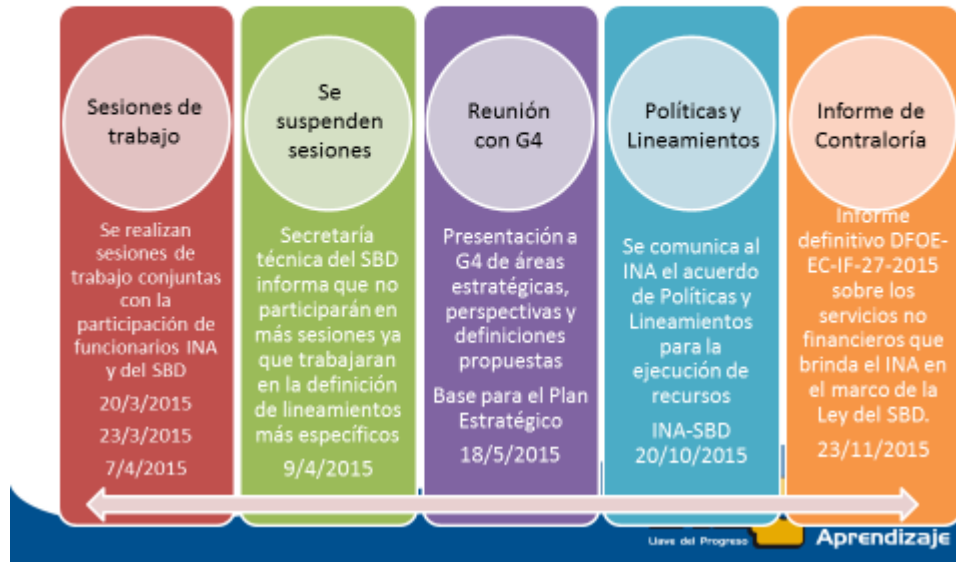 Sesiones de
trabajo
Se realizan
sesiones de
trabajo conjuntas
con la
participación de
funcionarios INA
y del SBD
20/3/2015
23/3/2015
7/4/2015
Se
suspenden
sesiones
Secretaría
técnica del SBD
informa que no
participarán en
más sesiones ya
que trabajaran
en la definición
de lineamientos
más específicos
9/4/2015
Reunión
con G4
Presentación a
G4 de áreas
estratégicas,
perspectivas y
definiciones
propuestas
Base para el Plan
Estratégico
18/5/2015
Políticas y
Lineamientos
Se comunica al
INA el acuerdo
de Políticas y
Lineamientos
para la
ejecución de
recursos
INA-SBD
20/10/2015
Informe de
Contraloría
Informe
definitivo DFOE-
EC-IF-27-2015
sobre los
servicios no
financieros que
brinda el INA en
el marco de la
Ley del SBD.
23/11/2015
Llave del Progreso
Aprendizaje